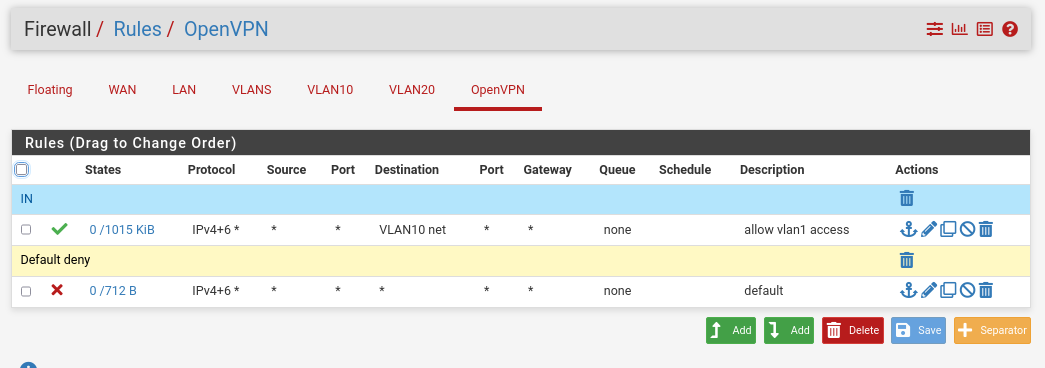 Firewall / Rules / OpenVPN
Floating WAN LAN VLANS VLAN10 VLAN20 OpenVPN
Rules (Drag to Change Order)
States Protocol Source Port Destination Port Gateway Queue Schedule Description Actions
IN
0 /1015 KiB IPv4+6 * * * VLAN10 net * * none allow vlan1 access
Default deny
0 /712 B IPv4+6 * * * * * * none default
Add Add Delete Save Separator